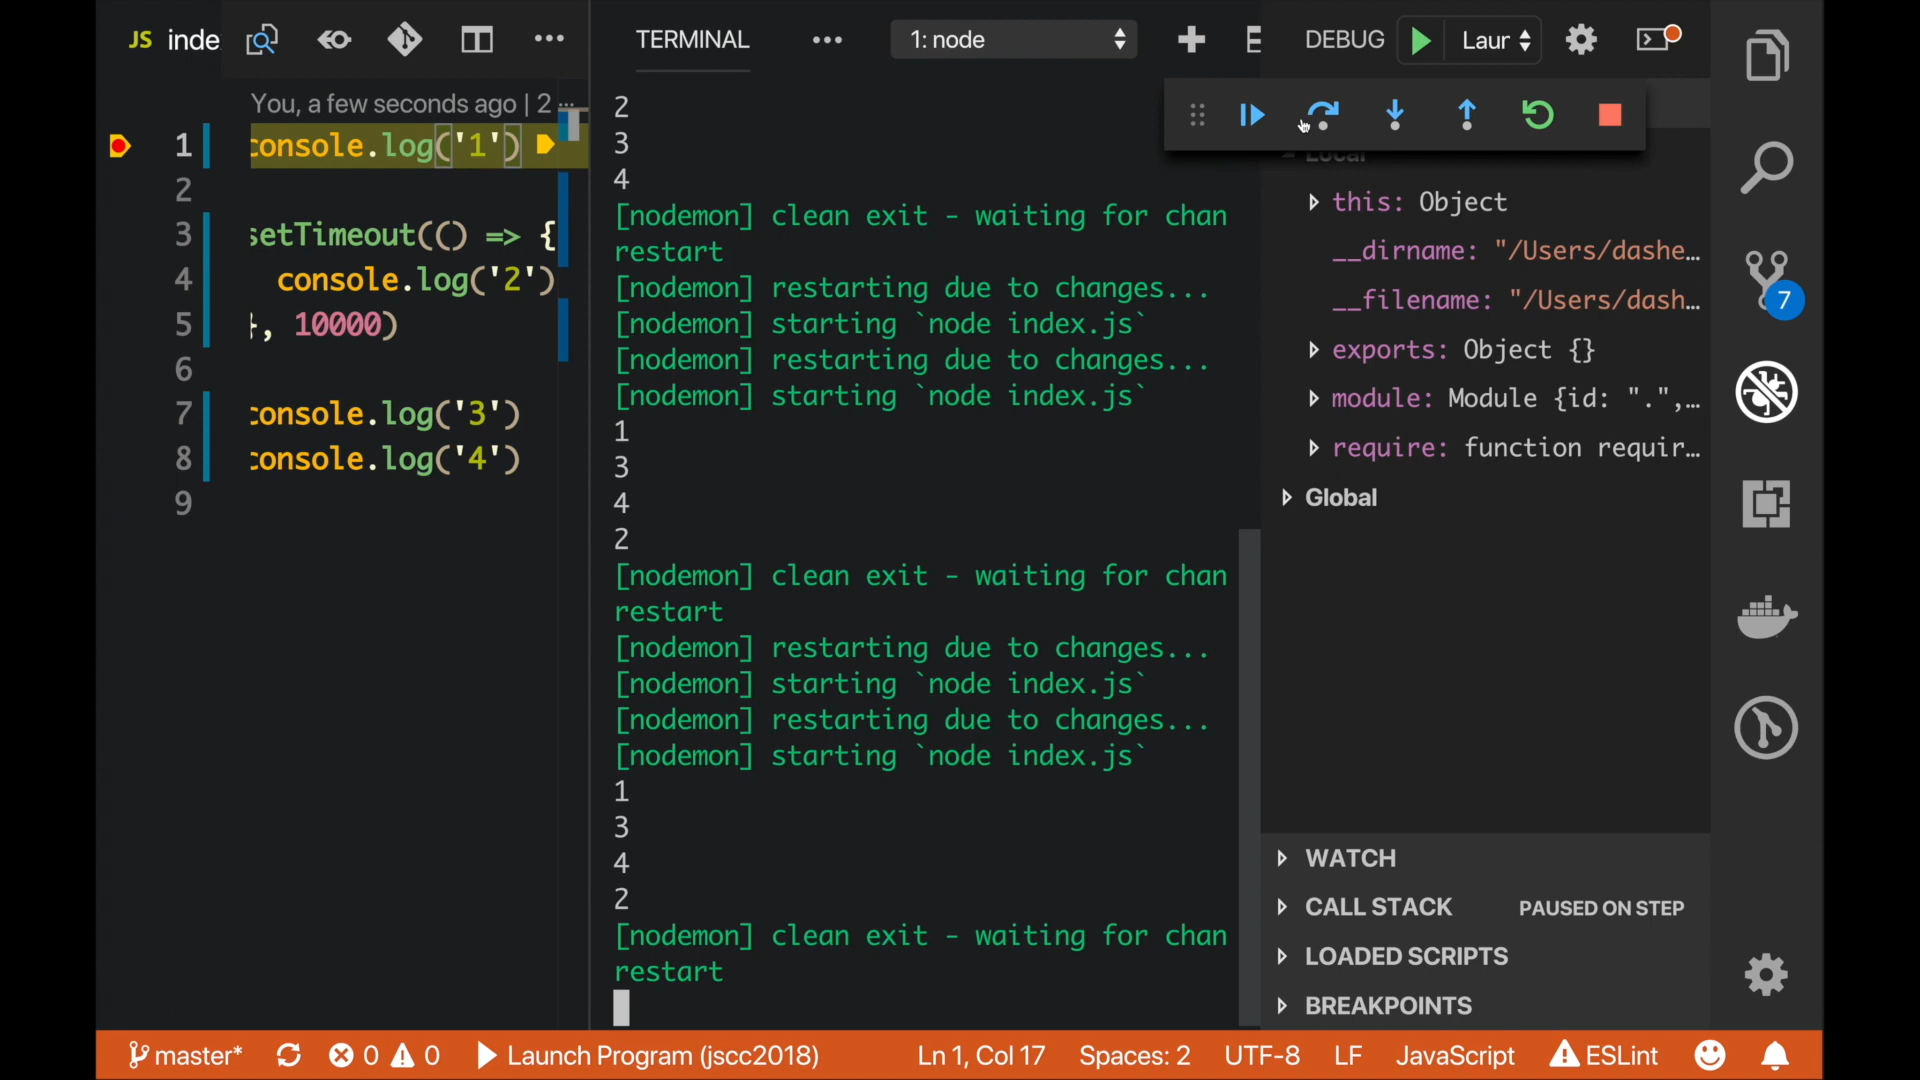 JS inde
You, a few seconds ago | 2 ...
1 console.log('1')
2
3 setTimeout(() => {
4 console.log('2')
5 }, 10000)
6
7 console.log('3')
8 console.log('4')
9
TERMINAL ... 1: node
2
3
4
[nodemon] clean exit - waiting for chan
restart
[nodemon] restarting due to changes...
[nodemon] starting `node index.js`
[nodemon] restarting due to changes...
[nodemon] starting `node index.js`
1
3
4
2
[nodemon] clean exit - waiting for chan
restart
[nodemon] restarting due to changes...
[nodemon] starting `node index.js`
[nodemon] restarting due to changes...
[nodemon] starting `node index.js`
1
3
4
2
[nodemon] clean exit - waiting for chan
restart
DEBUG Laur
Local
this: Object
__dirname: "/Users/dashe…
__filename: "/Users/dash…
exports: Object {}
module: Module {id: ".",…
require: function requir…
Global
WATCH
CALL STACK PAUSED ON STEP
LOADED SCRIPTS
BREAKPOINTS
7
master* 0 0 Launch Program (jscc2018) Ln 1, Col 17 Spaces: 2 UTF-8 LF JavaScript ESLint